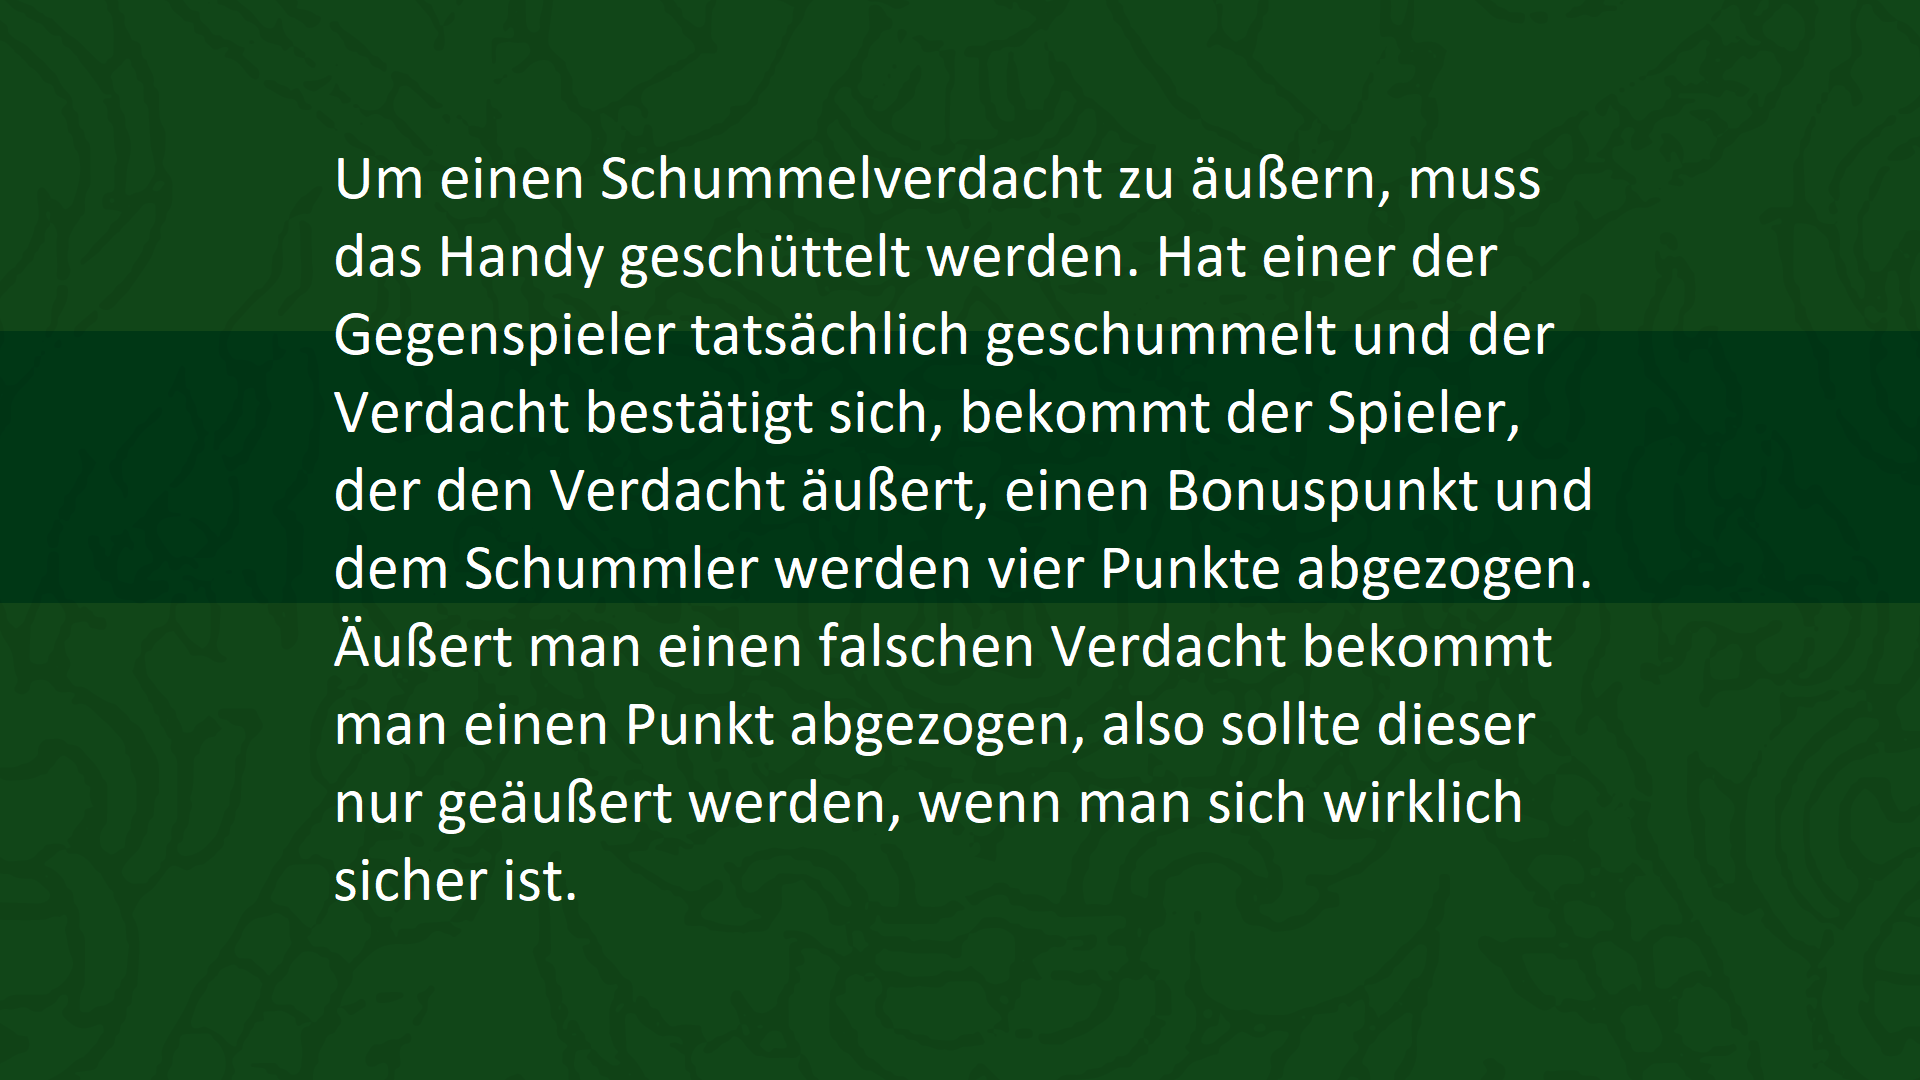 Um einen Schummelverdacht zu äußern, muss
das Handy geschüttelt werden. Hat einer der
Gegenspieler tatsächlich geschummelt und der
Verdacht bestätigt sich, bekommt der Spieler,
der den Verdacht äußert, einen Bonuspunkt und
dem Schummler werden vier Punkte abgezogen.
Äußert man einen falschen Verdacht bekommt
man einen Punkt abgezogen, also sollte dieser
nur geäußert werden, wenn man sich wirklich
sicher ist.